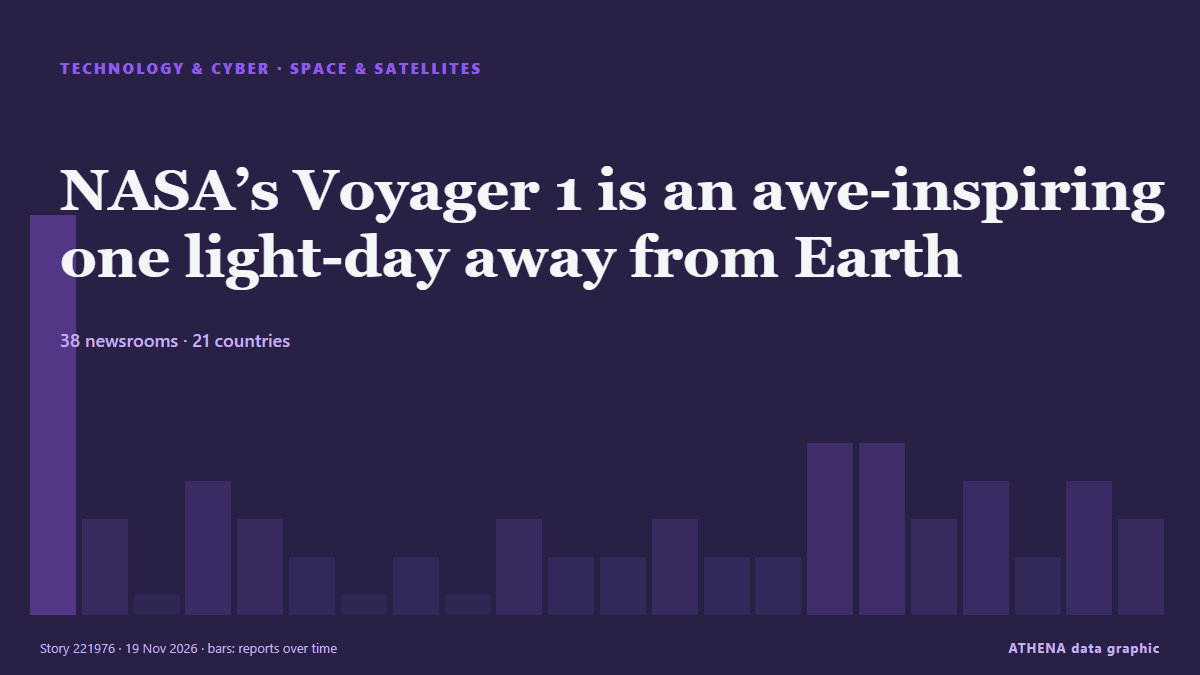 TECHNOLOGY & CYBER · SPACE & SATELLITES
NASA’s Voyager 1 is an awe-inspiring
one light-day away from Earth
38 newsrooms · 21 countries
Story 221976 · 19 Nov 2026 · bars: reports over time
ATHENA data graphic